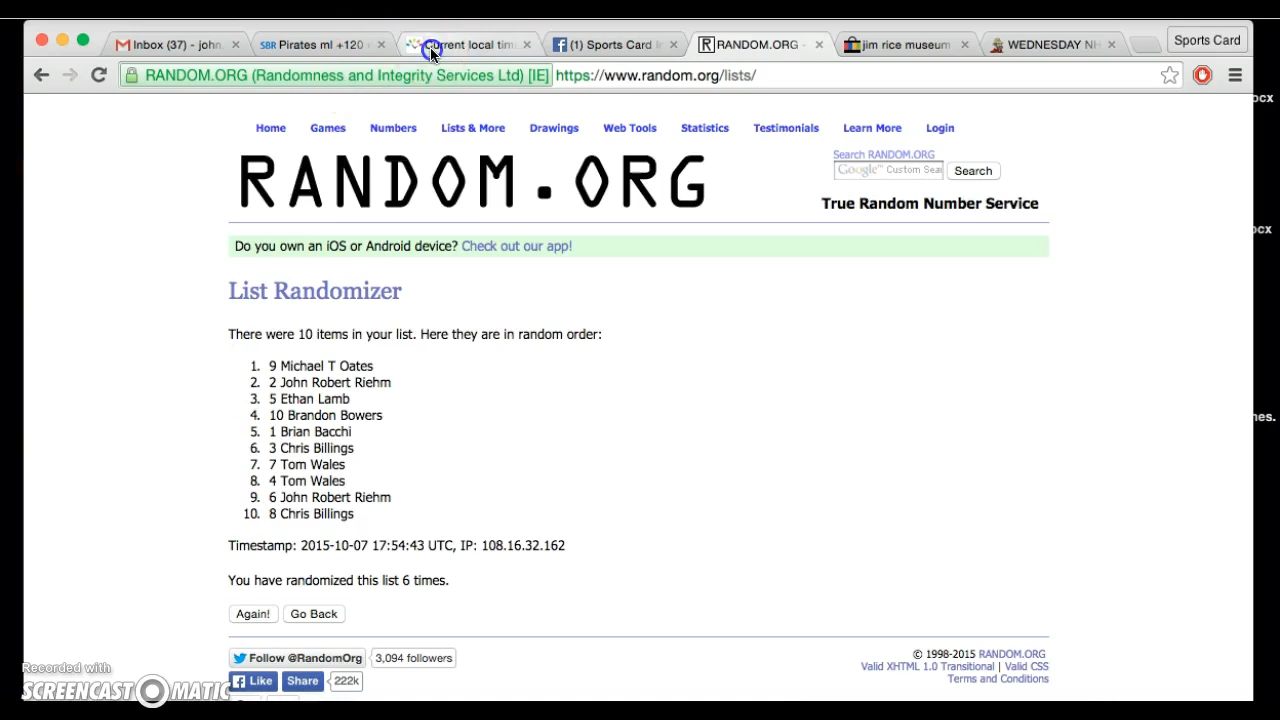 Inbox (37) - john.
SBR Pirates ml +120
Current local tim
(1) Sports Card I
RANDOM.ORG -
jim rice museum
WEDNESDAY NH
Sports Card
RANDOM.ORG (Randomness and Integrity Services Ltd) [IE] https://www.random.org/lists/
ocx
Home Games Numbers Lists & More Drawings Web Tools Statistics Testimonials Learn More Login
RANDOM.ORG
Search RANDOM.ORG
Google™ Custom Sear Search
True Random Number Service
ocx
Do you own an iOS or Android device? Check out our app!
List Randomizer
There were 10 items in your list. Here they are in random order:
1. 9 Michael T Oates
2. 2 John Robert Riehm
3. 5 Ethan Lamb
4. 10 Brandon Bowers
mes.
5. 1 Brian Bacchi
6. 3 Chris Billings
7. 7 Tom Wales
8. 4 Tom Wales
9. 6 John Robert Riehm
10. 8 Chris Billings
Timestamp: 2015-10-07 17:54:43 UTC, IP: 108.16.32.162
You have randomized this list 6 times.
Again! Go Back
Follow @RandomOrg 3,094 followers
Like Share 222k
© 1998-2015 RANDOM.ORG
Valid XHTML 1.0 Transitional | Valid CSS
Terms and Conditions
Recorded with
SCREENCAST MATIC